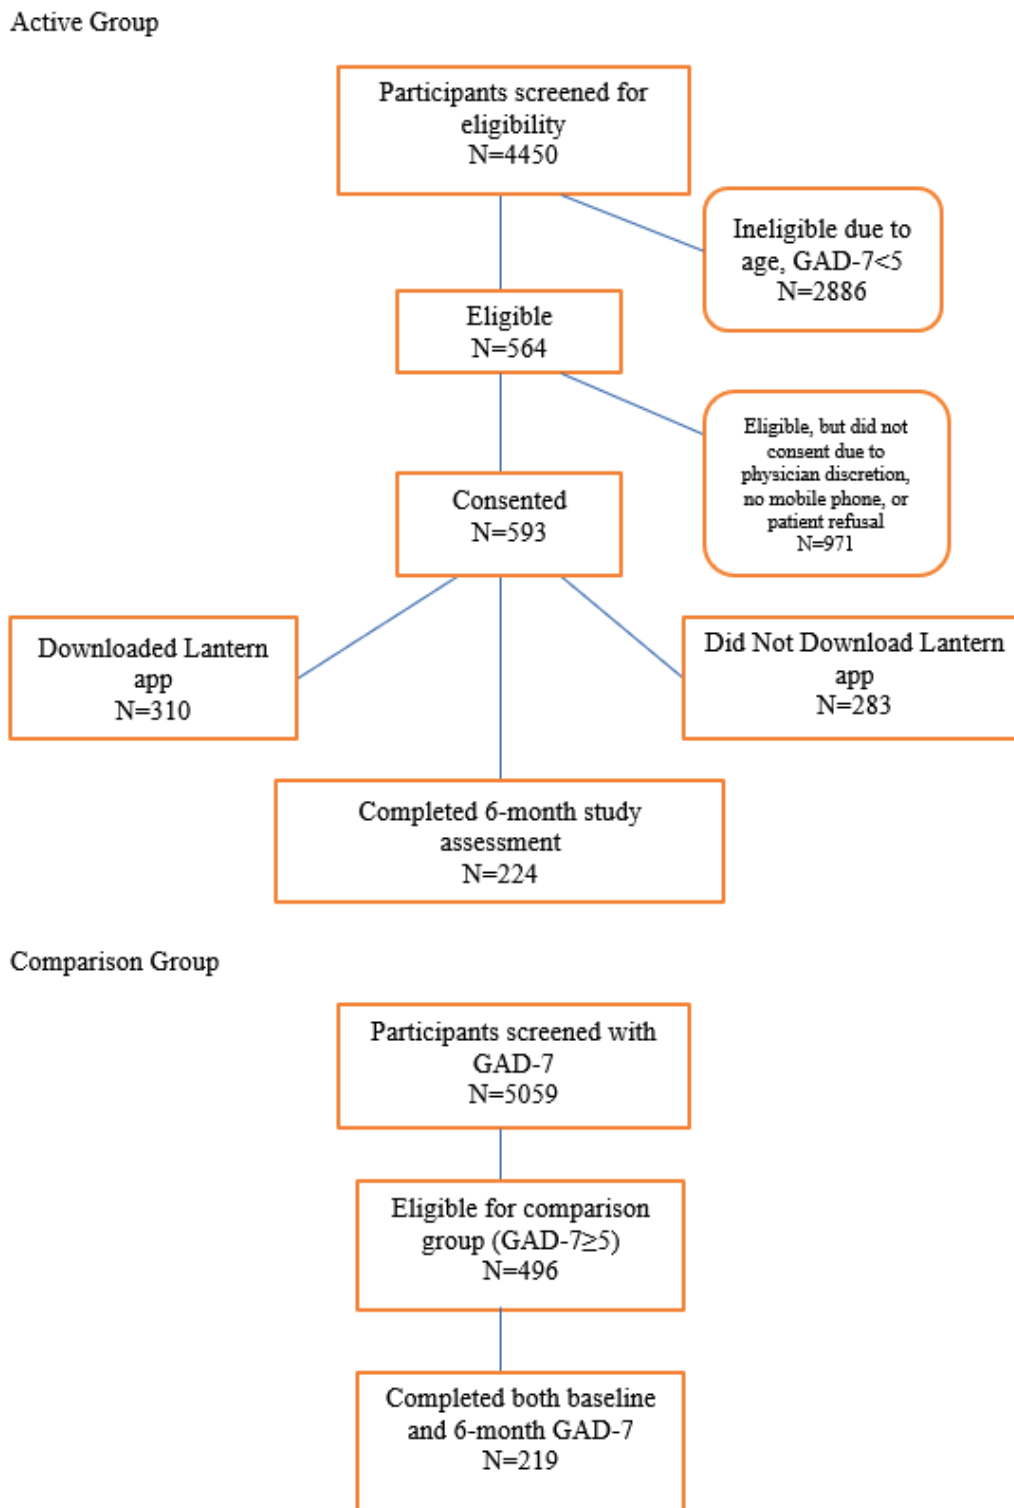 Active Group
Participants screened for
eligibility
N=4450
Ineligible due to
age, GAD-7<5
N=2886
Eligible
N=564
Eligible, but did not
consent due to
physician discretion,
no mobile phone, or
patient refusal
N=971
Consented
N=593
Downloaded Lantern
app
N=310
Did Not Download Lantern
app
N=283
Completed 6-month study
assessment
N=224
Comparison Group
Participants screened with
GAD-7
N=5059
Eligible for comparison
group (GAD-7≥5)
N=496
Completed both baseline
and 6-month GAD-7
N=219